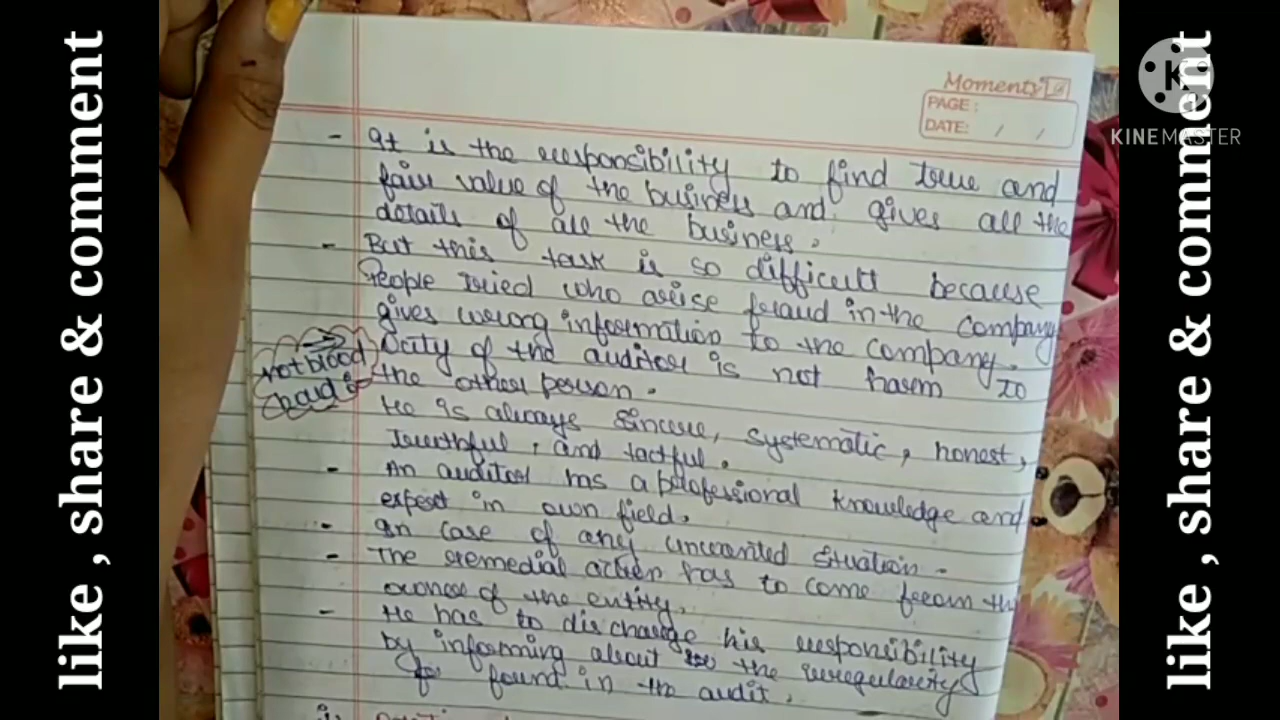 like , share & comment
Moments
PAGE :
DATE: / /
K
KINEMASTER
- It is the responsibility to find true and
fair value of the business and gives all the
details of all the business.
- But this task is so difficult because
People tried who arise fraud in the company
gives wrong information to the company.
Duty of the auditor is not harm to
the other person.
not blood
He is always sincere, systematic, honest,
truthful, and tactful.
- An auditor has a professional knowledge and
expert in own field.
- In case of any unwanted situation.
- The remedial action has to come from the
owner of the entity.
- He has to discharge his responsibility
by informing about the irregularity
found in the audit.
like , share & comment